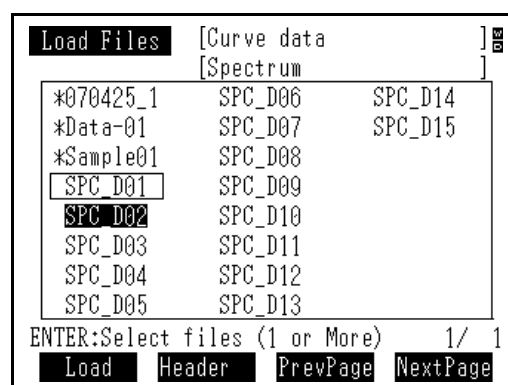 Load Files [Curve data ] WD
[Spectrum ]
*070425_1 SPC_D06 SPC_D14
*Data-01 SPC_D07 SPC_D15
*Sample01 SPC_D08
SPC_D01 SPC_D09
SPC_D02 SPC_D10
SPC_D03 SPC_D11
SPC_D04 SPC_D12
SPC_D05 SPC_D13
ENTER:Select files (1 or More) 1/ 1
Load Header PrevPage NextPage